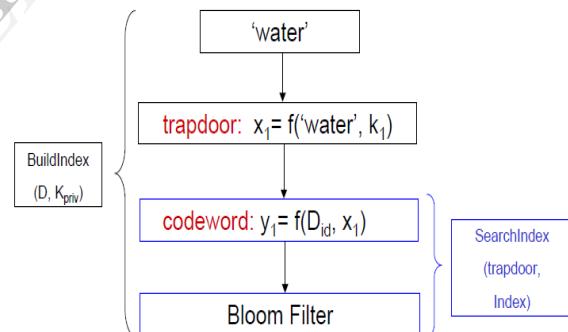 ‘water’
trapdoor: x₁= f(‘water’, k₁)
BuildIndex
(D, Kpriv)
codeword: y₁= f(Did, x₁)
SearchIndex
(trapdoor,
Index)
Bloom Filter